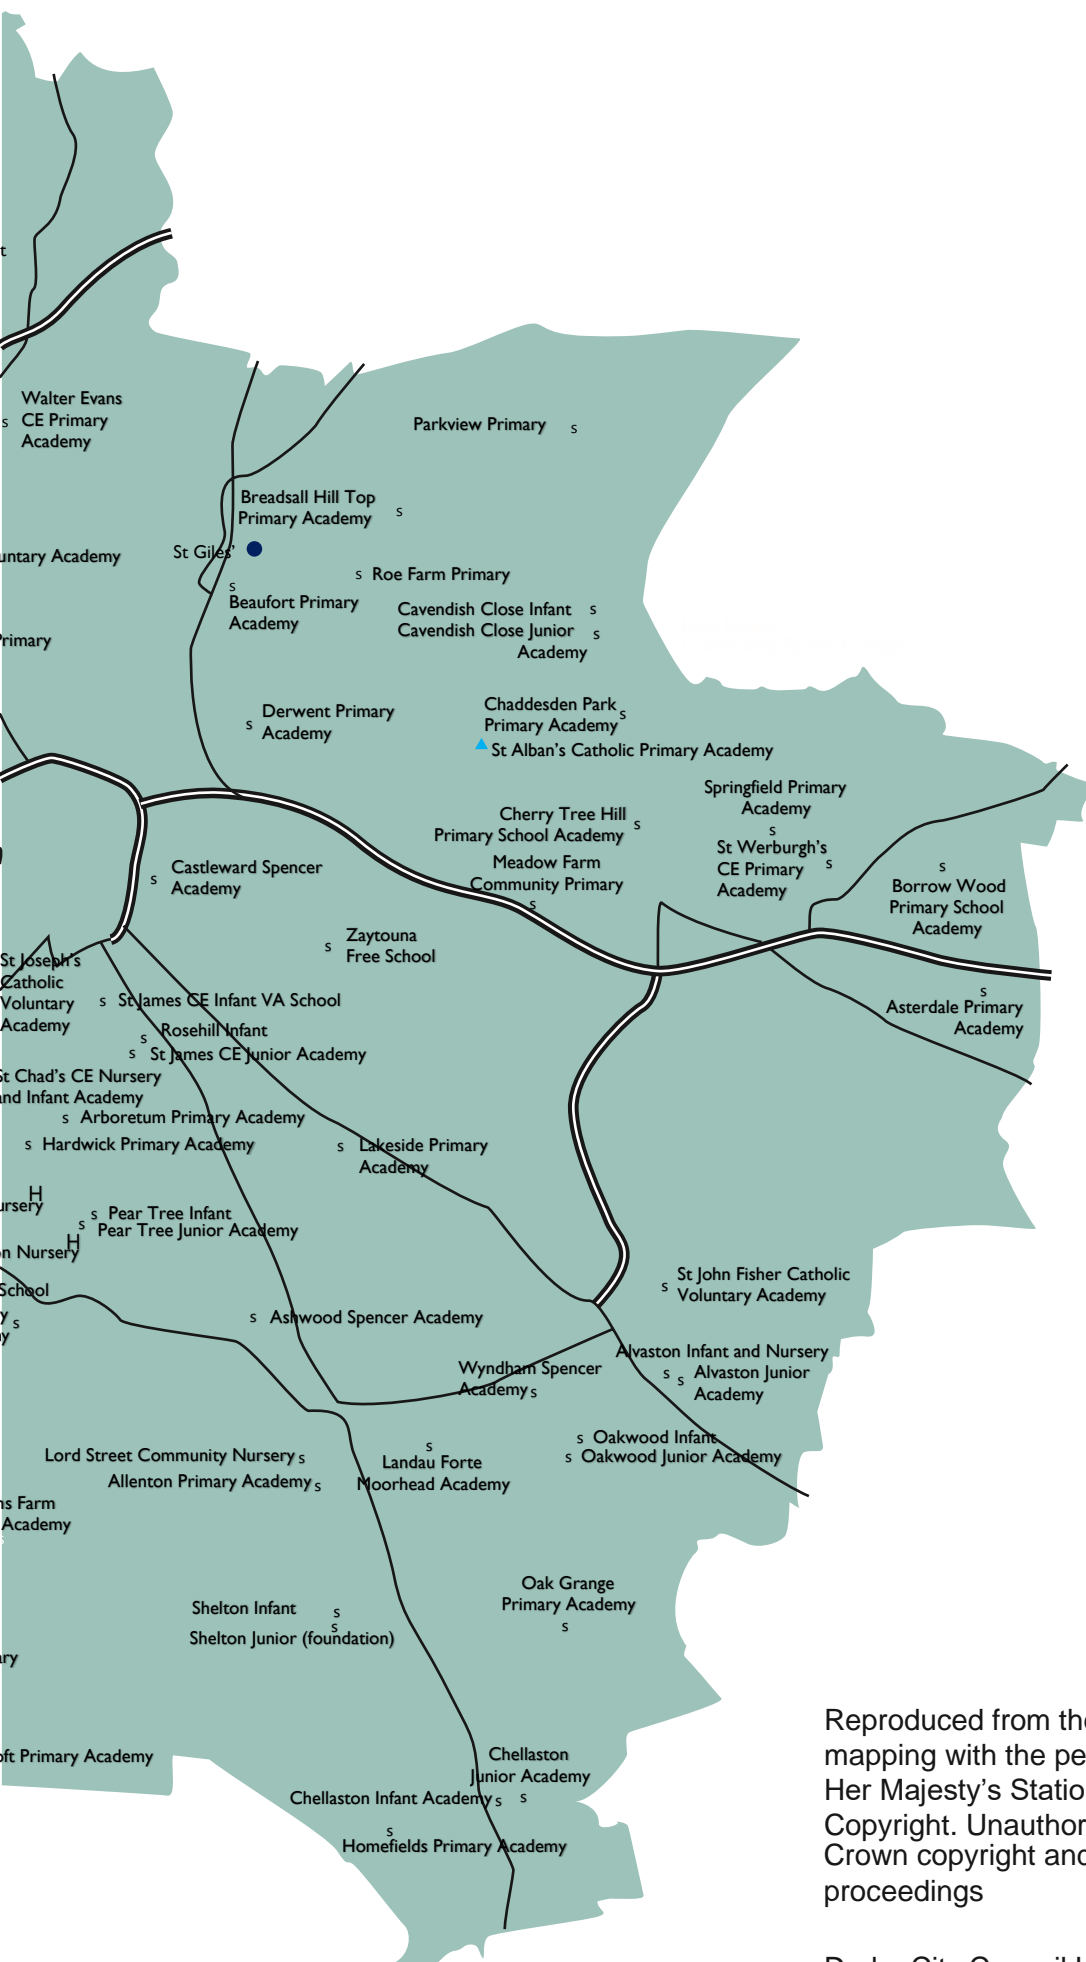 t
Walter Evans
s CE Primary
Academy
Parkview Primary s
Breadsall Hill Top
Primary Academy s
untary Academy
St Giles'
s Roe Farm Primary
s
Beaufort Primary
Academy
Cavendish Close Infant s
Cavendish Close Junior s
Academy
rimary
Chaddesden Park
Primary Academy s
Derwent Primary
s Academy
St Alban's Catholic Primary Academy
Springfield Primary
Academy
s
Cherry Tree Hill
Primary School Academy s
St Werburgh's
CE Primary s
Academy
Meadow Farm
Community Primary
s
Castleward Spencer
s Academy
s
Borrow Wood
Primary School
Academy
Zaytouna
s Free School
St Joseph's
Catholic
Voluntary
Academy
s St James CE Infant VA School
s
Asterdale Primary
Academy
Rosehill Infant
s
s St James CE Junior Academy
St Chad's CE Nursery
and Infant Academy
s Arboretum Primary Academy
s Hardwick Primary Academy
s Lakeside Primary
Academy
H
ursery
s Pear Tree Infant
s Pear Tree Junior Academy
H
on Nursery
School
y
s
y
St John Fisher Catholic
s Voluntary Academy
s Ashwood Spencer Academy
Alvaston Infant and Nursery
s s Alvaston Junior
Academy
Wyndham Spencer
Academy s
s Oakwood Infant
s Oakwood Junior Academy
Lord Street Community Nursery s
Allenton Primary Academy s
s
Landau Forte
Moorhead Academy
ns Farm
Academy
s
Oak Grange
Primary Academy
s
Shelton Infant s
s
Shelton Junior (foundation)
ary
oft Primary Academy
Chellaston
Junior Academy
Chellaston Infant Academy s s
s
Homefields Primary Academy
Reproduced from the
mapping with the pe
Her Majesty's Statio
Copyright. Unauthor
Crown copyright and
proceedings